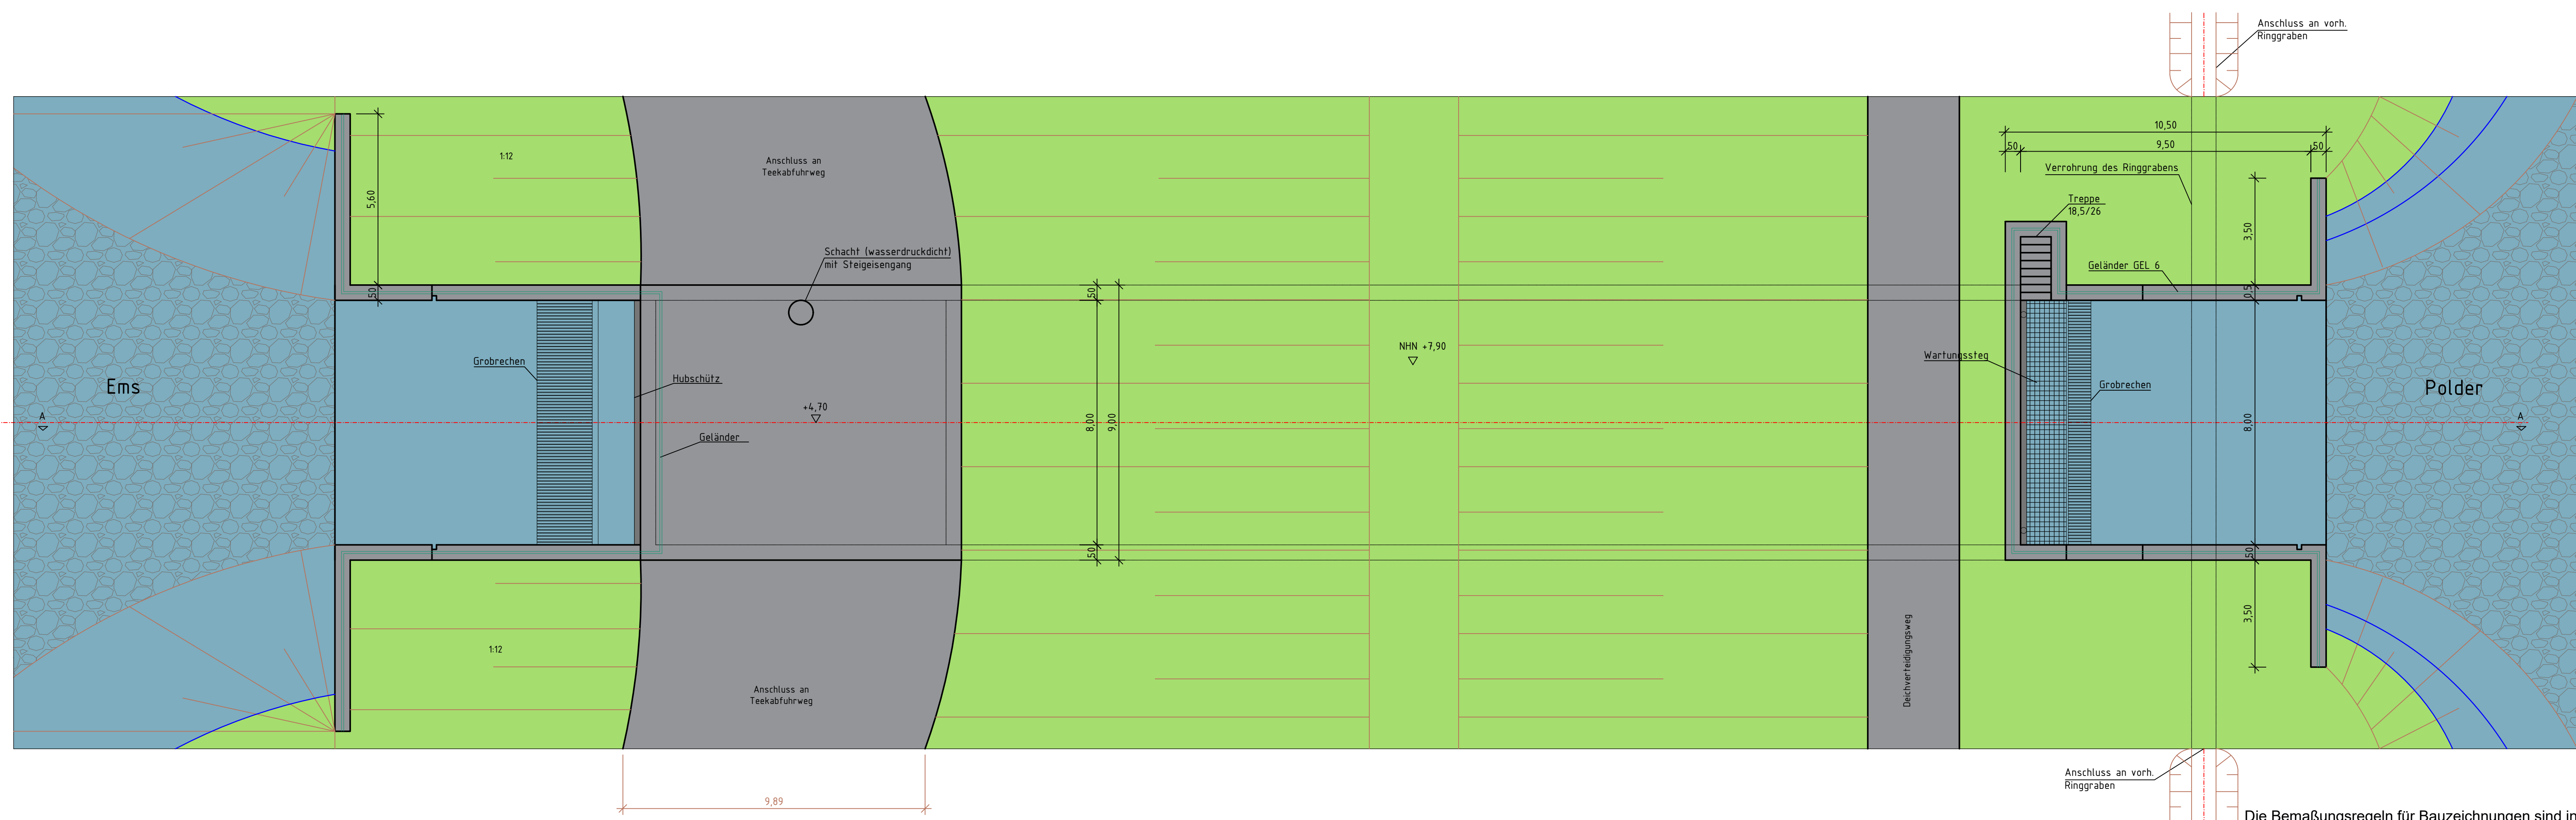 Anschluss an vorh.
Ringgraben
10,50
50
9,50
50
Verrohrung des Ringgrabens
1:12
Anschluss an
Teekabfuhrweg
5,60
Treppe
18,5/26
3,50
Schacht (wasserdruckdicht)
mit Steigeisengang
Geländer GEL 6
50
50
0,5
NHN +7,90
Wartungssteg
Grobrechen
Hubschütz
Grobrechen
Ems
Polder
+4,70
A
A
8,00
9,00
8,00
Geländer
50
50
3,50
1:12
Deichverteidigungsweg
Anschluss an
Teekabfuhrweg
Anschluss an vorh.
Ringgraben
9,89
Die Bemaßungsregeln für Bauzeichnungen sind in